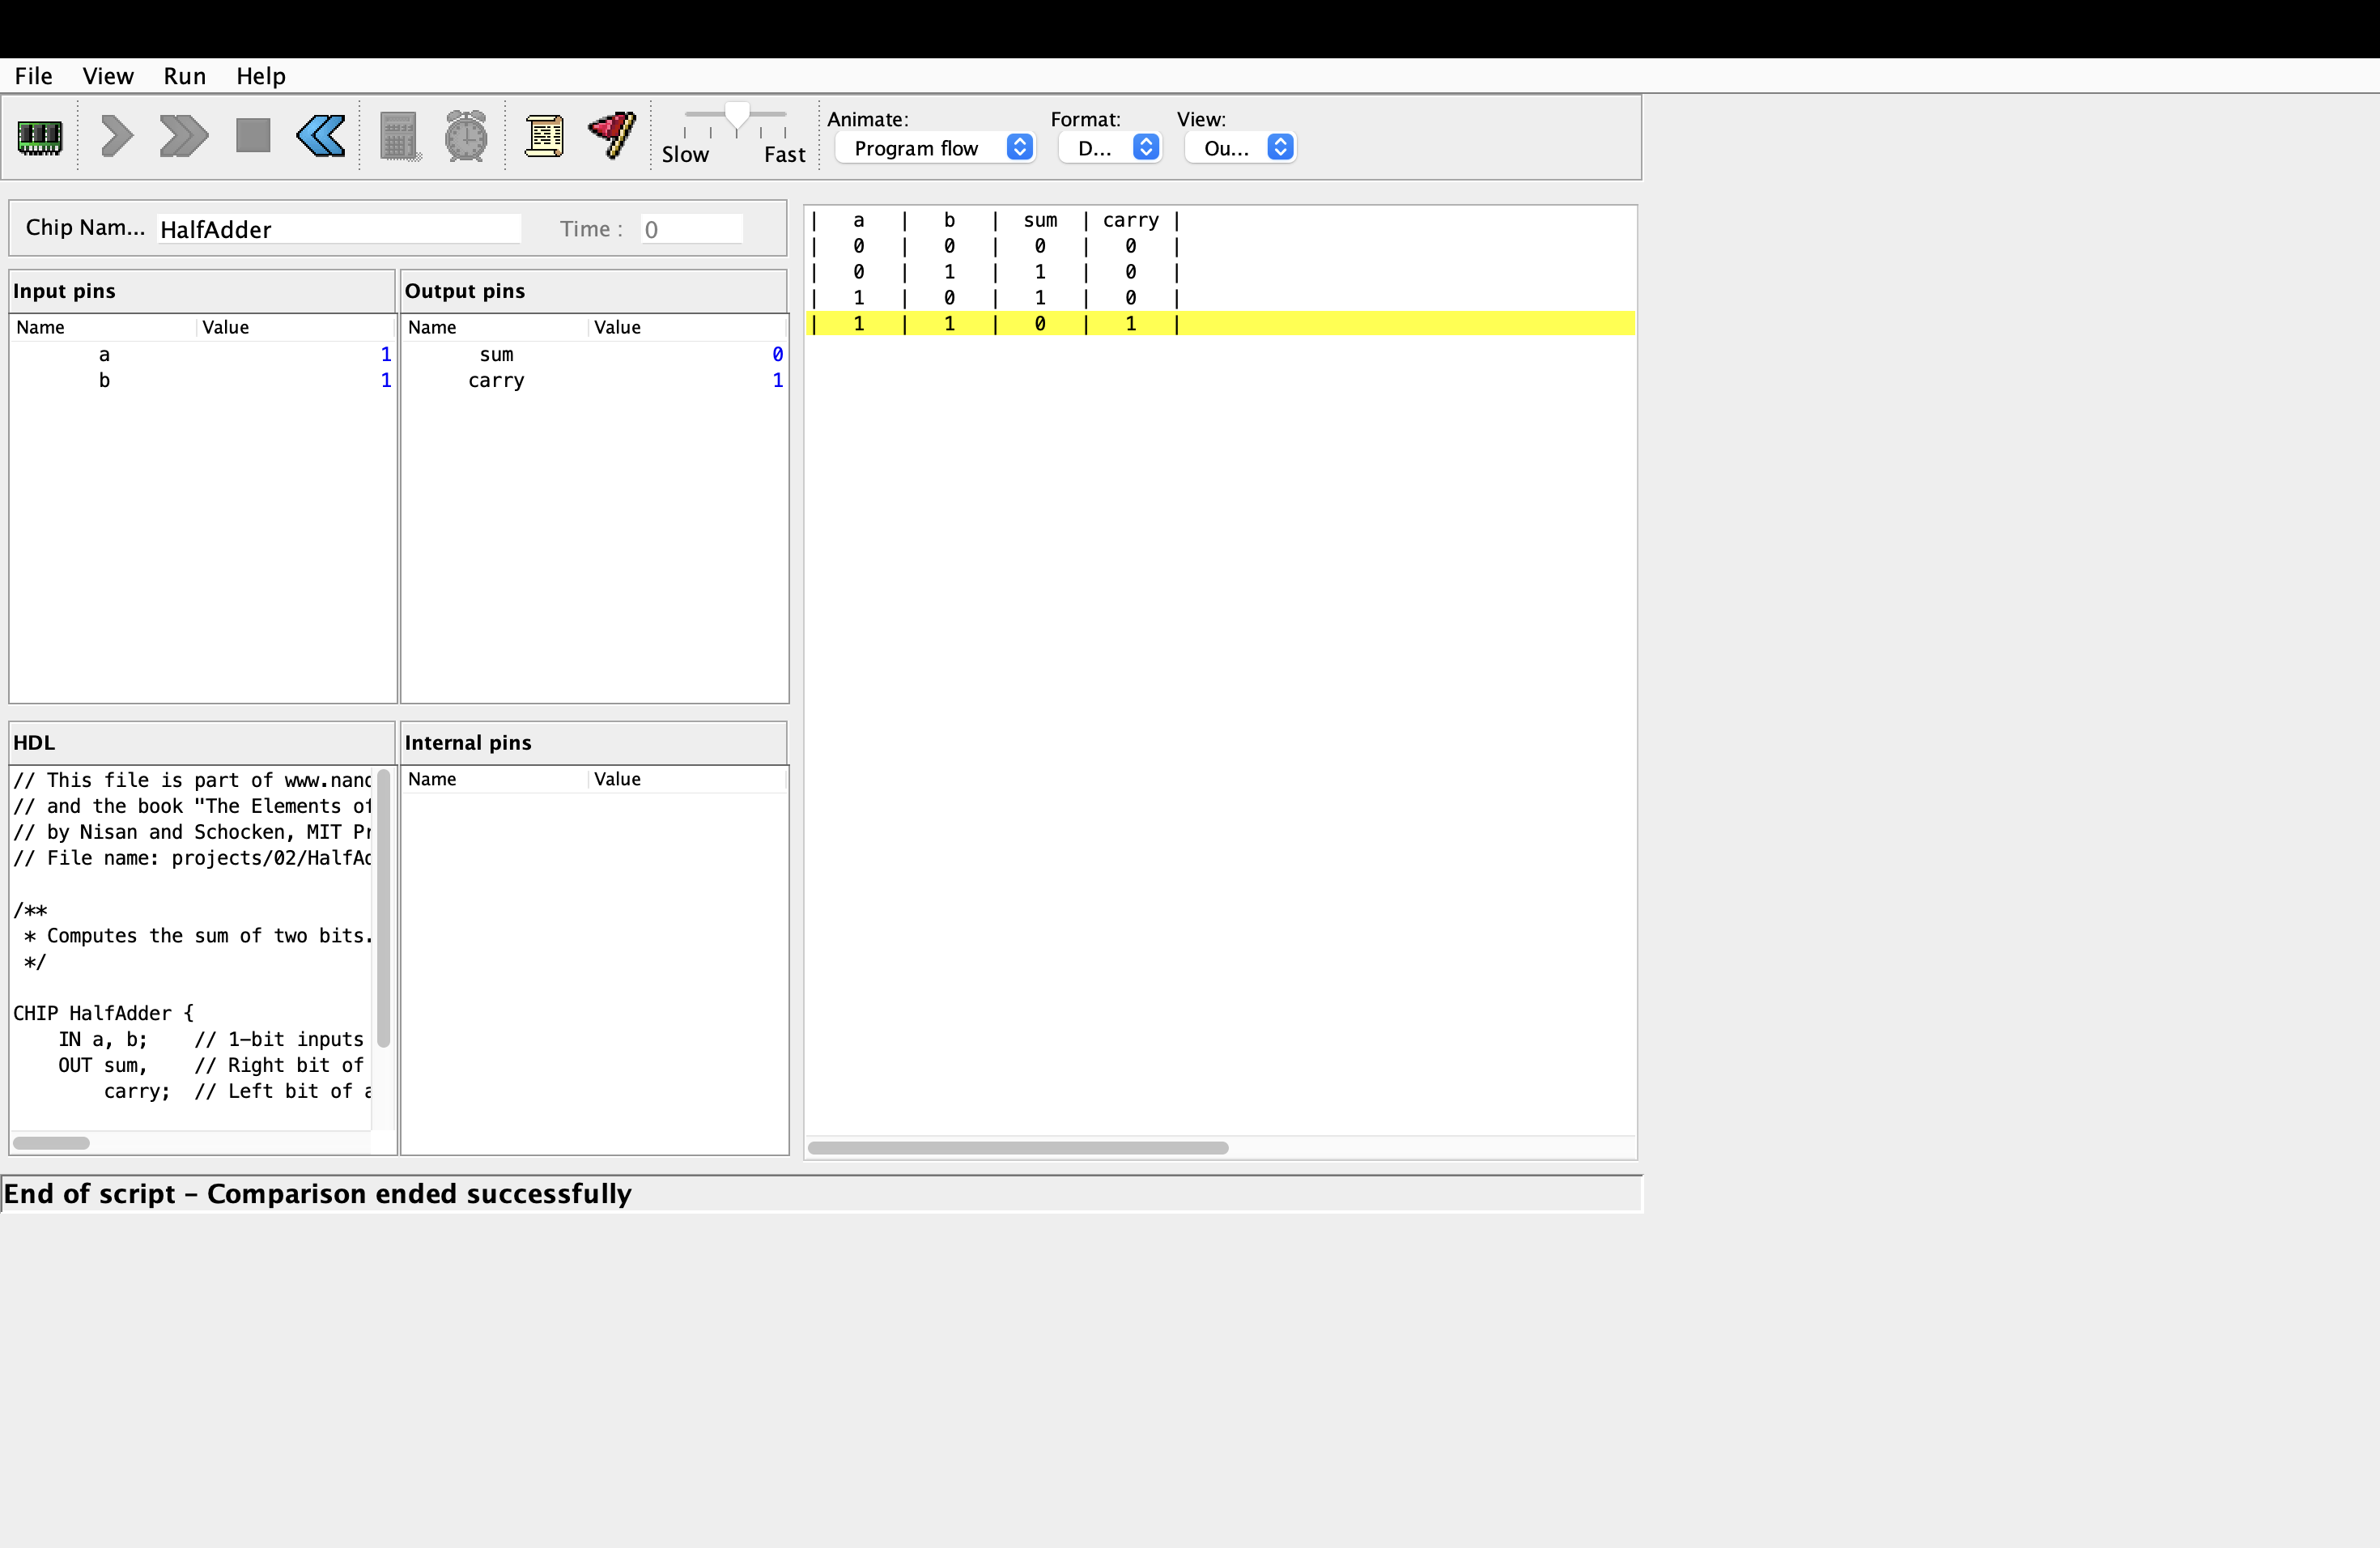 File View Run Help
Slow Fast
Animate: Format: View:
Program flow D... Ou...
Chip Nam... HalfAdder Time : 0
Input pins
Name Value
a 1
b 1
Output pins
Name Value
sum 0
carry 1
| a | b | sum | carry |
| 0 | 0 | 0 | 0 |
| 0 | 1 | 1 | 0 |
| 1 | 0 | 1 | 0 |
| 1 | 1 | 0 | 1 |
HDL
// This file is part of www.nand
// and the book "The Elements of
// by Nisan and Schocken, MIT Pr
// File name: projects/02/HalfAd
/**
* Computes the sum of two bits.
*/
CHIP HalfAdder {
IN a, b; // 1-bit inputs
OUT sum, // Right bit of
carry; // Left bit of a
Internal pins
Name Value
End of script – Comparison ended successfully